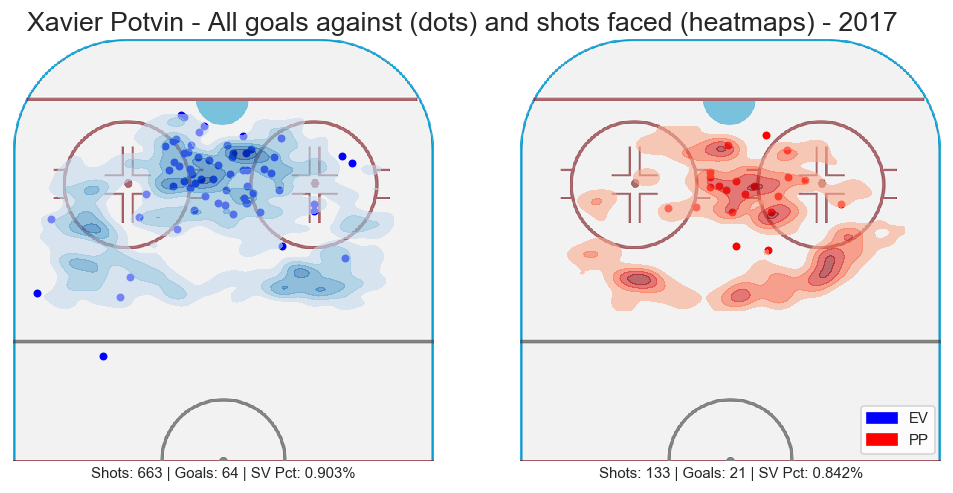 Xavier Potvin - All goals against (dots) and shots faced (heatmaps) - 2017
EV
PP
Shots: 663 | Goals: 64 | SV Pct: 0.903%
Shots: 133 | Goals: 21 | SV Pct: 0.842%